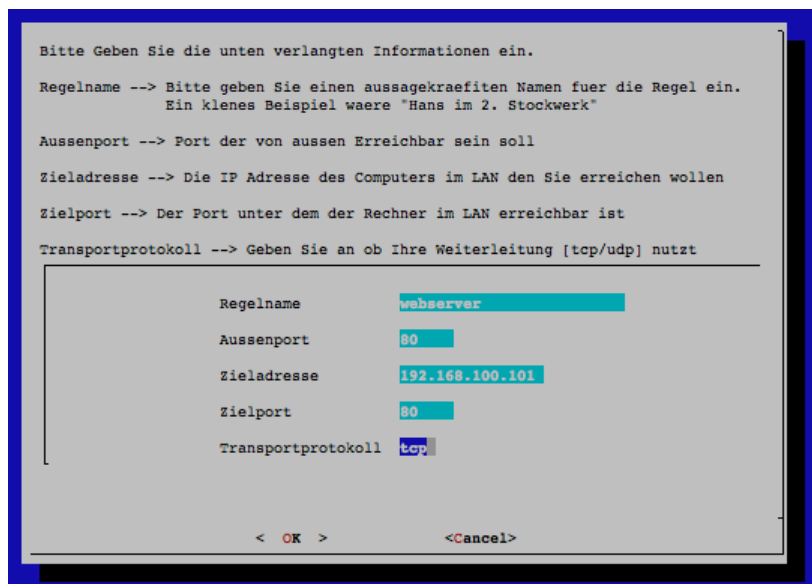 Bitte Geben Sie die unten verlangten Informationen ein.
Regelname --> Bitte geben Sie einen aussagekraefiten Namen fuer die Regel ein.
Ein klenes Beispiel waere "Hans im 2. Stockwerk"
Aussenport --> Port der von aussen Erreichbar sein soll
Zieladresse --> Die IP Adresse des Computers im LAN den Sie erreichen wollen
Zielport --> Der Port unter dem der Rechner im LAN erreichbar ist
Transportprotokoll --> Geben Sie an ob Ihre Weiterleitung [tcp/udp] nutzt
Regelname webserver
Aussenport 80
Zieladresse 192.168.100.101
Zielport 80
Transportprotokoll tcp
< OK > <Cancel>